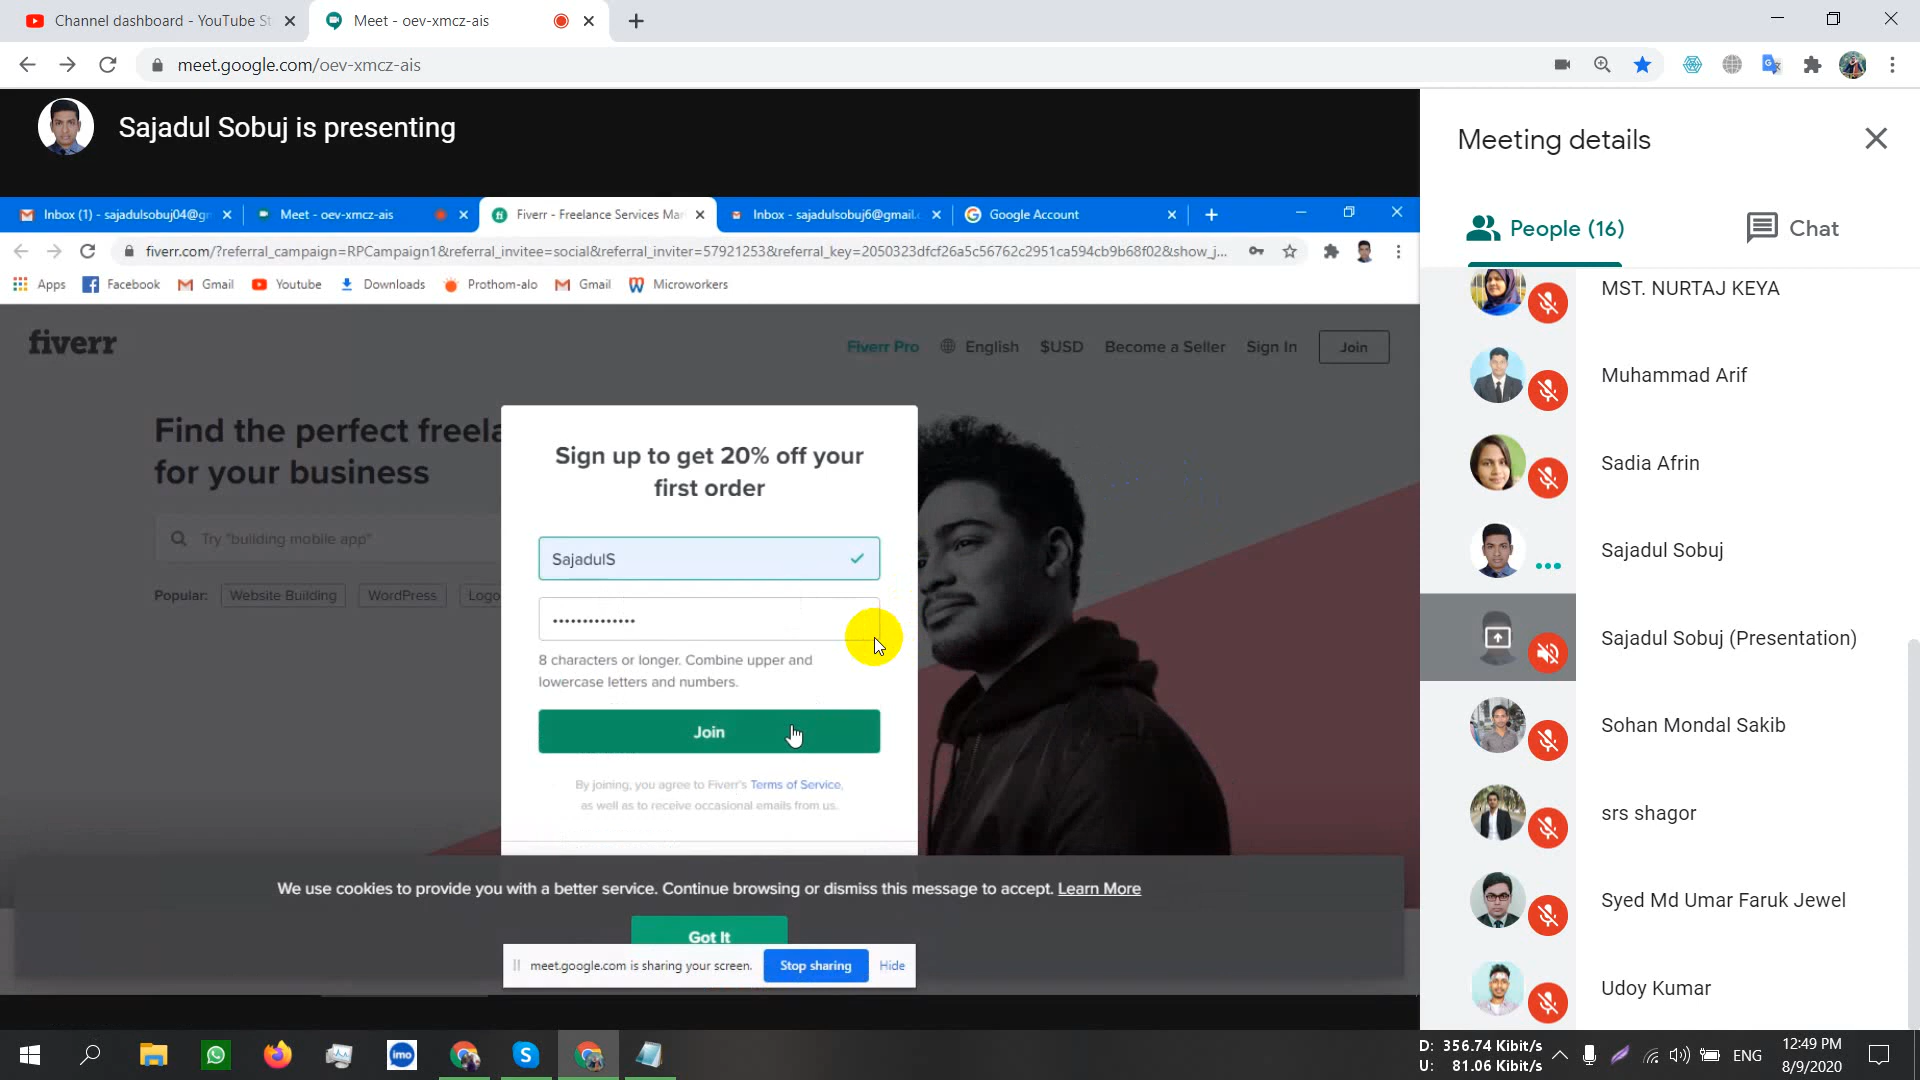 Channel dashboard - YouTube St
Meet - oev-xmcz-ais
meet.google.com/oev-xmcz-ais
Sajadul Sobuj is presenting
Inbox (1) - sajadulsobuj04@gm
Meet - oev-xmcz-ais
Fiverr - Freelance Services Mar
Inbox - sajadulsobuj6@gmail.c
Google Account
fiverr.com/?referral_campaign=RPCampaign1&referral_invitee=social&referral_inviter=57921253&referral_key=2050323dfcf26a5c56762c2951ca594cb9b68f02&show_j...
Apps
Facebook
Gmail
Youtube
Downloads
Prothom-alo
Gmail
Microworkers
fiverr
Fiverr Pro
English
$USD
Become a Seller
Sign In
Join
Find the perfect freela
for your business
Try "building mobile app"
Popular:
Website Building
WordPress
Logo
Sign up to get 20% off your
first order
SajadulS
8 characters or longer. Combine upper and
lowercase letters and numbers.
Join
By joining, you agree to Fiverr's Terms of Service,
as well as to receive occasional emails from us.
We use cookies to provide you with a better service. Continue browsing or dismiss this message to accept. Learn More
Got It
meet.google.com is sharing your screen.
Stop sharing
Hide
Meeting details
People (16)
Chat
MST. NURTAJ KEYA
Muhammad Arif
Sadia Afrin
Sajadul Sobuj
Sajadul Sobuj (Presentation)
Sohan Mondal Sakib
srs shagor
Syed Md Umar Faruk Jewel
Udoy Kumar
imo
D: 356.74 Kibit/s
U: 81.06 Kibit/s
ENG
12:49 PM
8/9/2020